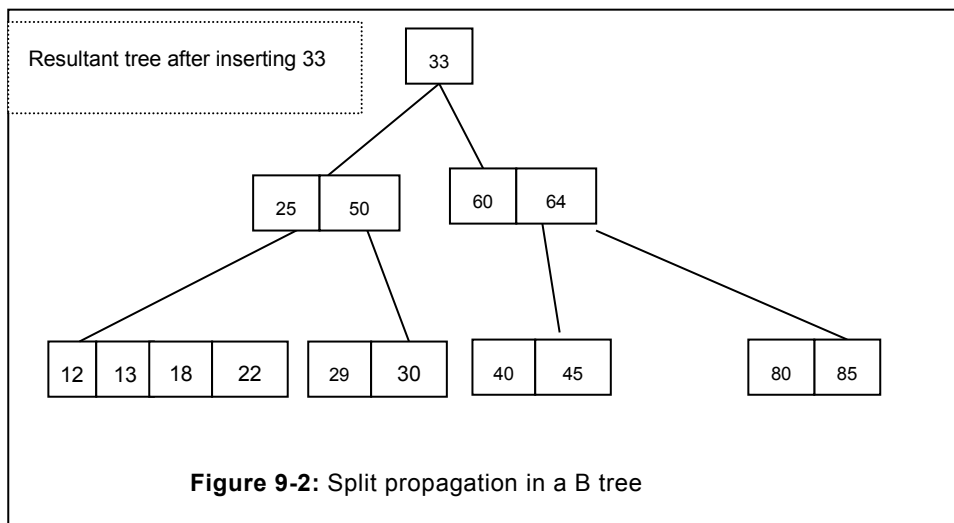 Resultant tree after inserting 33
33
25 50
60 64
12 13 18 22
29 30
40 45
80 85
Figure 9-2: Split propagation in a B tree